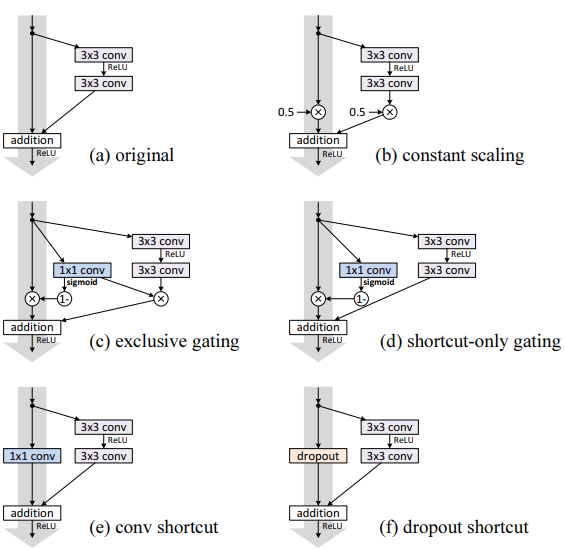 3x3 conv
ReLU
3x3 conv
addition
ReLU
(a) original
3x3 conv
ReLU
3x3 conv
0.5
0.5
addition
ReLU
(b) constant scaling
3x3 conv
ReLU
1x1 conv
3x3 conv
sigmoid
1-
addition
ReLU
(c) exclusive gating
3x3 conv
ReLU
1x1 conv
3x3 conv
sigmoid
1-
addition
ReLU
(d) shortcut-only gating
3x3 conv
ReLU
1x1 conv
3x3 conv
addition
ReLU
(e) conv shortcut
3x3 conv
ReLU
dropout
3x3 conv
addition
ReLU
(f) dropout shortcut